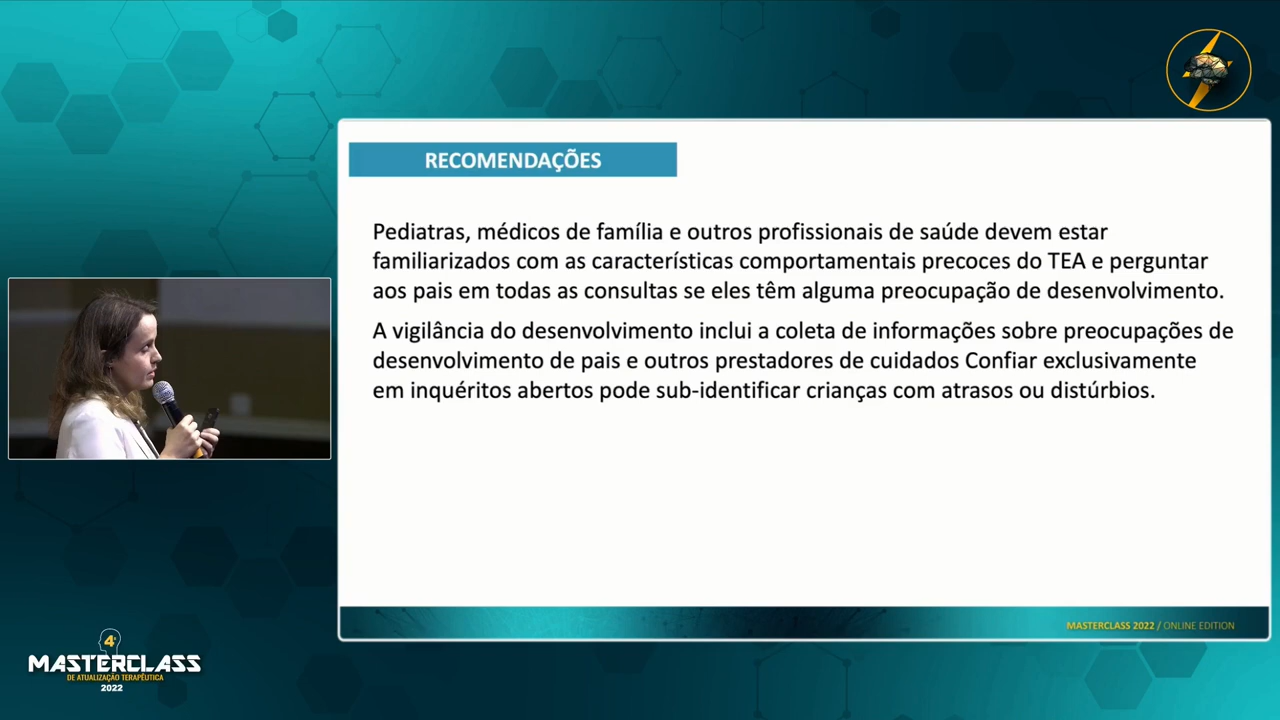 RECOMENDAÇÕES
Pediatras, médicos de família e outros profissionais de saúde devem estar
familiarizados com as características comportamentais precoces do TEA e perguntar
aos pais em todas as consultas se eles têm alguma preocupação de desenvolvimento.
A vigilância do desenvolvimento inclui a coleta de informações sobre preocupações de
desenvolvimento de pais e outros prestadores de cuidados Confiar exclusivamente
em inquéritos abertos pode sub-identificar crianças com atrasos ou distúrbios.
MASTERCLASS 2022 / ONLINE EDITION
4ª
MASTERCLASS
DE ATUALIZAÇÃO TERAPÊUTICA
2022